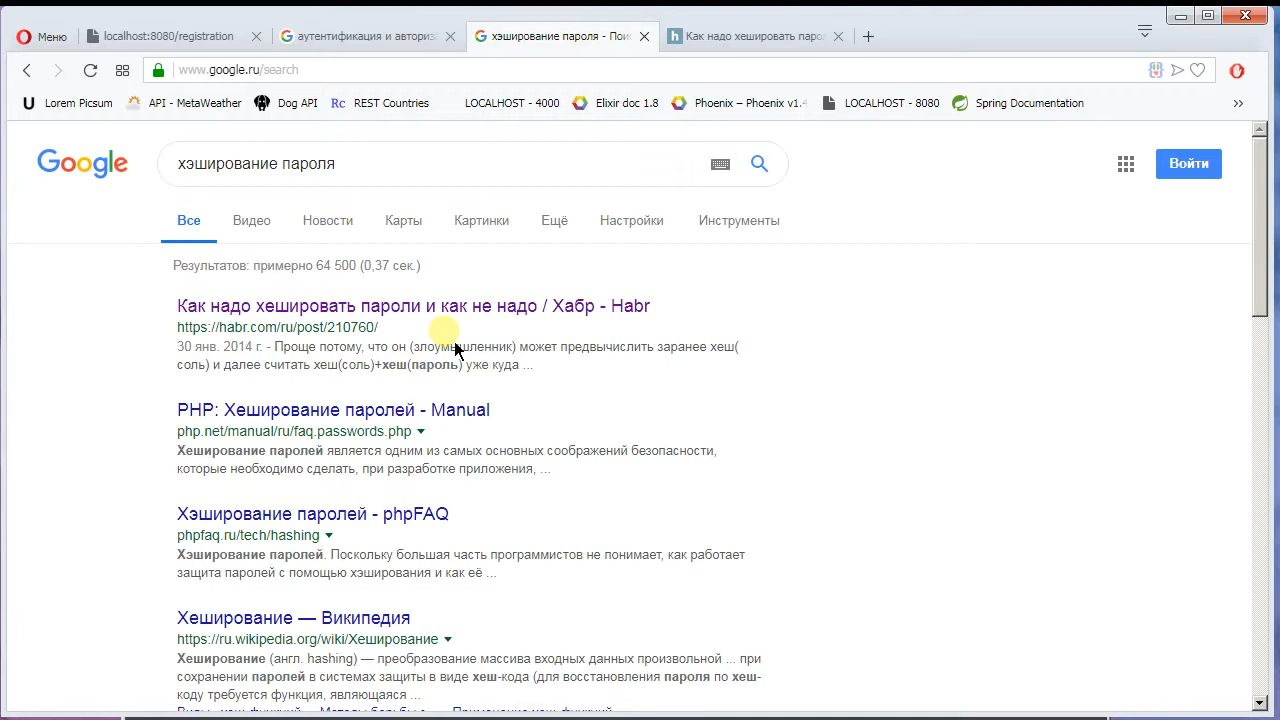 Меню
localhost:8080/registration
аутентификация и авториза
хэширование пароля - Пои
Как надо хешировать паро
www.google.ru/search
Lorem Picsum
API - MetaWeather
Dog API
Rc REST Countries
LOCALHOST - 4000
Elixir doc 1.8
Phoenix – Phoenix v1.4
LOCALHOST - 8080
Spring Documentation
Google
хэширование пароля
Войти
Все Видео Новости Карты Картинки Ещё Настройки Инструменты
Результатов: примерно 64 500 (0,37 сек.)
Как надо хешировать пароли и как не надо / Хабр - Habr
https://habr.com/ru/post/210760/
30 янв. 2014 г. - Проще потому, что он (злоумышленник) может предвычислить заранее хеш(
соль) и далее считать хеш(соль)+хеш(пароль) уже куда ...
PHP: Хеширование паролей - Manual
php.net/manual/ru/faq.passwords.php
Хеширование паролей является одним из самых основных соображений безопасности,
которые необходимо сделать, при разработке приложения, ...
Хэширование паролей - phpFAQ
phpfaq.ru/tech/hashing
Хэширование паролей. Поскольку большая часть программистов не понимает, как работает
защита паролей с помощью хэширования и как её ...
Хеширование — Википедия
https://ru.wikipedia.org/wiki/Хеширование
Хеширование (англ. hashing) — преобразование массива входных данных произвольной ... при
сохранении паролей в системах защиты в виде хеш-кода (для восстановления пароля по хеш-
коду требуется функция, являющаяся ...